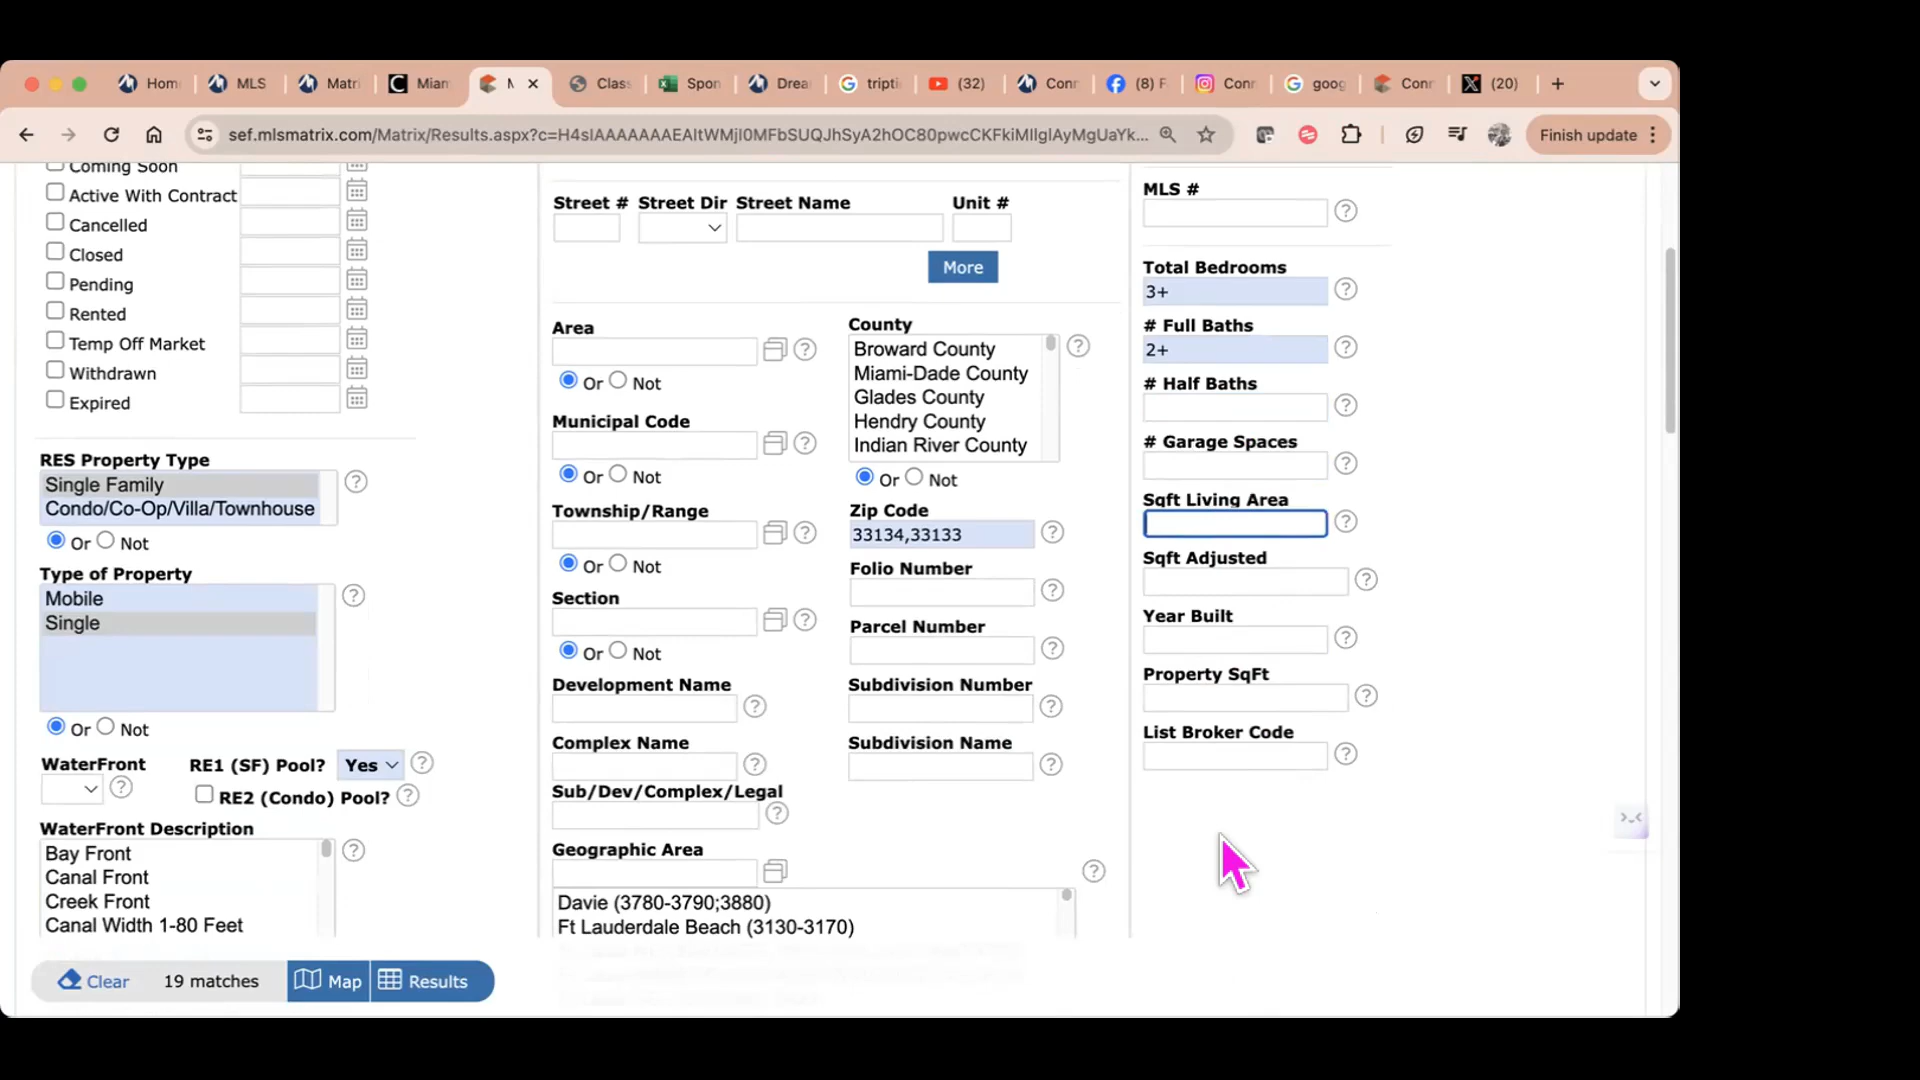 Hom
MLS
Matri
Miam
M
Class
Spon
Drea
tripti
(32)
Conn
(8) F
Conn
goog
Conn
(20)
sef.mlsmatrix.com/Matrix/Results.aspx?c=H4sIAAAAAAAEAItWMjI0MFbSUQJhSyA2hOC80pwcCKFkiMIIgIAyMgUaYk...
Finish update
Coming Soon
Active With Contract
Cancelled
Closed
Pending
Rented
Temp Off Market
Withdrawn
Expired
RES Property Type
Single Family
Condo/Co-Op/Villa/Townhouse
Or Not
Type of Property
Mobile
Single
Or Not
WaterFront
RE1 (SF) Pool? Yes
RE2 (Condo) Pool?
WaterFront Description
Bay Front
Canal Front
Creek Front
Canal Width 1-80 Feet
Street # Street Dir Street Name Unit #
More
Area
Or Not
Municipal Code
Or Not
Township/Range
Or Not
Section
Or Not
Development Name
Complex Name
Sub/Dev/Complex/Legal
Geographic Area
Davie (3780-3790;3880)
Ft Lauderdale Beach (3130-3170)
County
Broward County
Miami-Dade County
Glades County
Hendry County
Indian River County
Or Not
Zip Code
33134,33133
Folio Number
Parcel Number
Subdivision Number
Subdivision Name
MLS #
Total Bedrooms
3+
# Full Baths
2+
# Half Baths
# Garage Spaces
Sqft Living Area
Sqft Adjusted
Year Built
Property SqFt
List Broker Code
Clear 19 matches Map Results